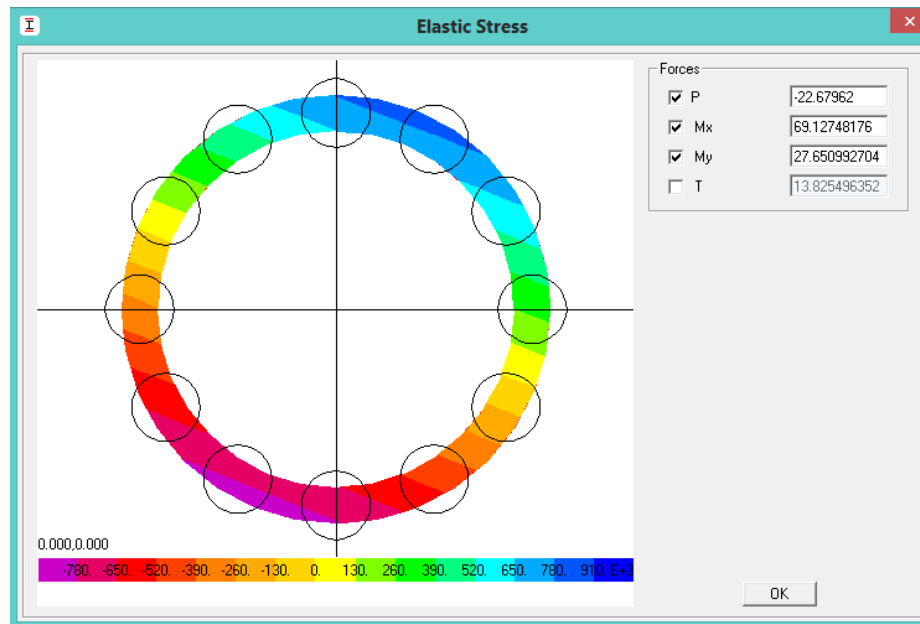 Elastic Stress
Forces
P -22.67962
Mx 69.12748176
My 27.650992704
T 13.825496352
0.000,0.000
-780. -650. -520. -390. -260. -130. 0. 130. 260. 390. 520. 650. 780. 910.
OK